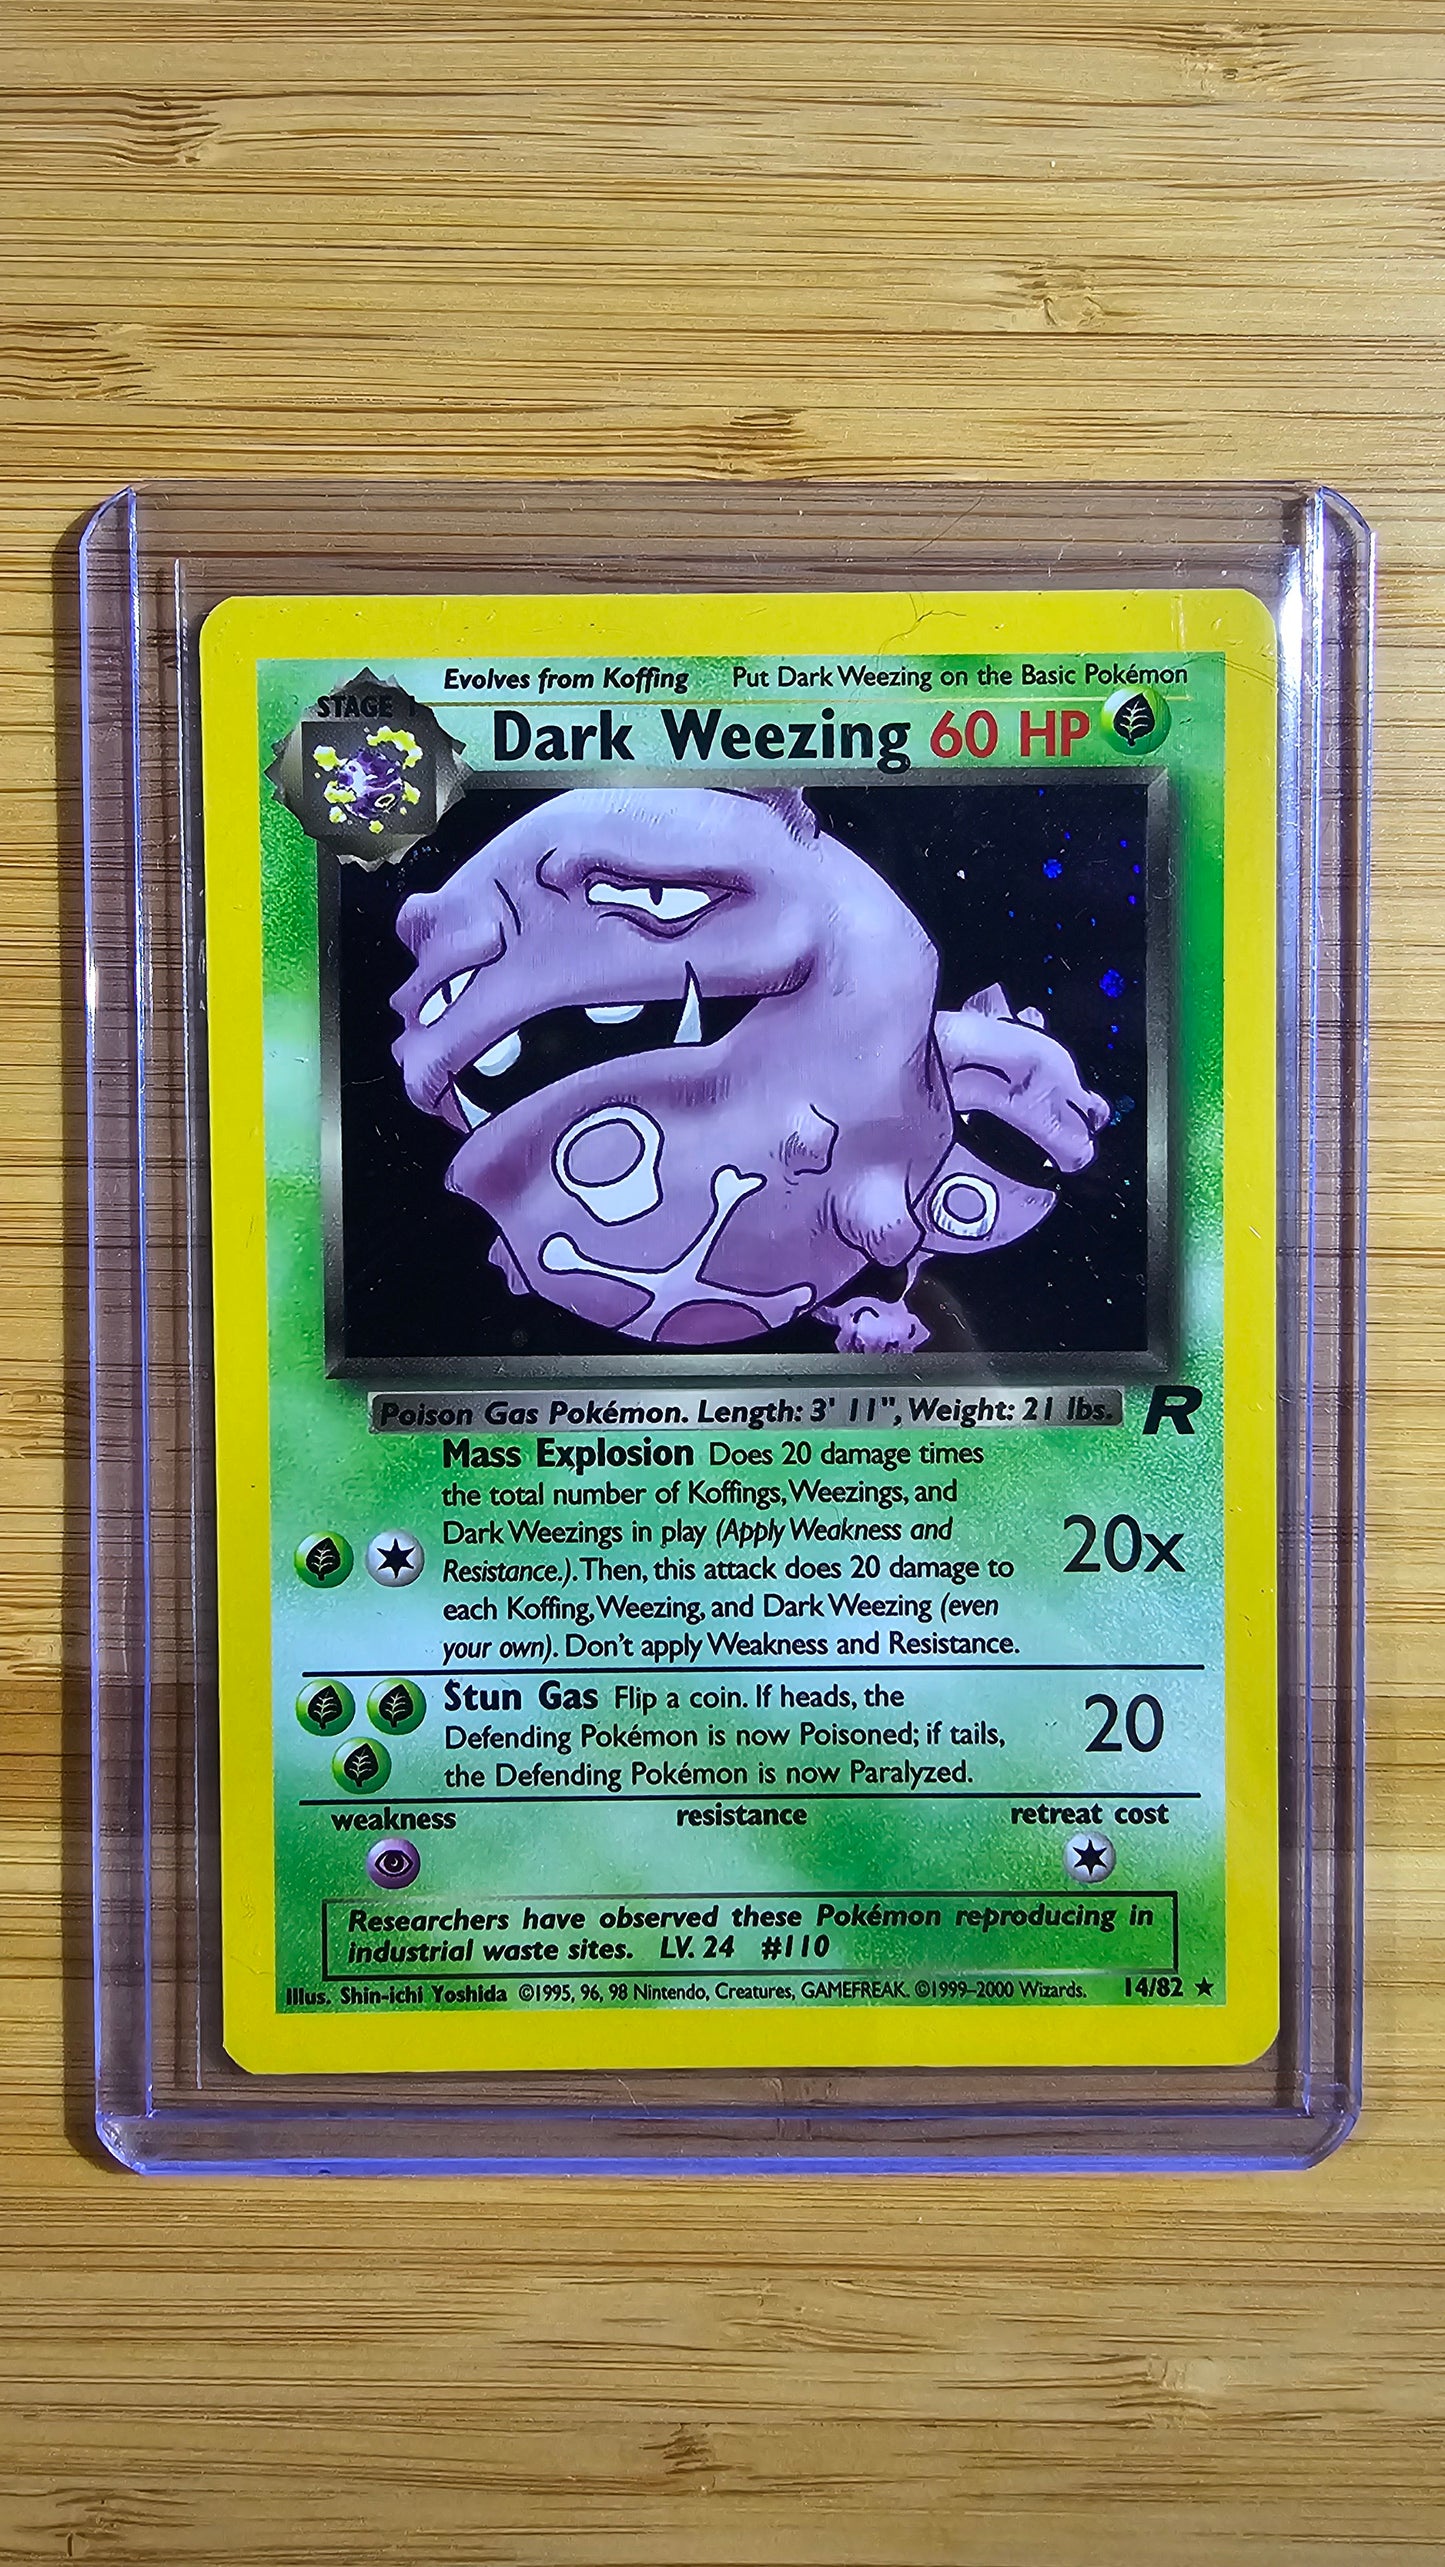 Evolves from Koffing Put Dark Weezing on the Basic Pokémon
STAGE 1
Dark Weezing 60 HP
Poison Gas Pokémon. Length: 3' 11", Weight: 21 lbs.
R
Mass Explosion Does 20 damage times
the total number of Koffings, Weezings, and
Dark Weezings in play (Apply Weakness and
Resistance.). Then, this attack does 20 damage to
each Koffing, Weezing, and Dark Weezing (even
your own). Don't apply Weakness and Resistance.
20x
Stun Gas Flip a coin. If heads, the
Defending Pokémon is now Poisoned; if tails,
the Defending Pokémon is now Paralyzed.
20
weakness resistance retreat cost
Researchers have observed these Pokémon reproducing in
industrial waste sites. LV. 24 #110
Illus. Shin-ichi Yoshida ©1995, 96, 98 Nintendo, Creatures, GAMEFREAK. ©1999–2000 Wizards. 14/82 ★